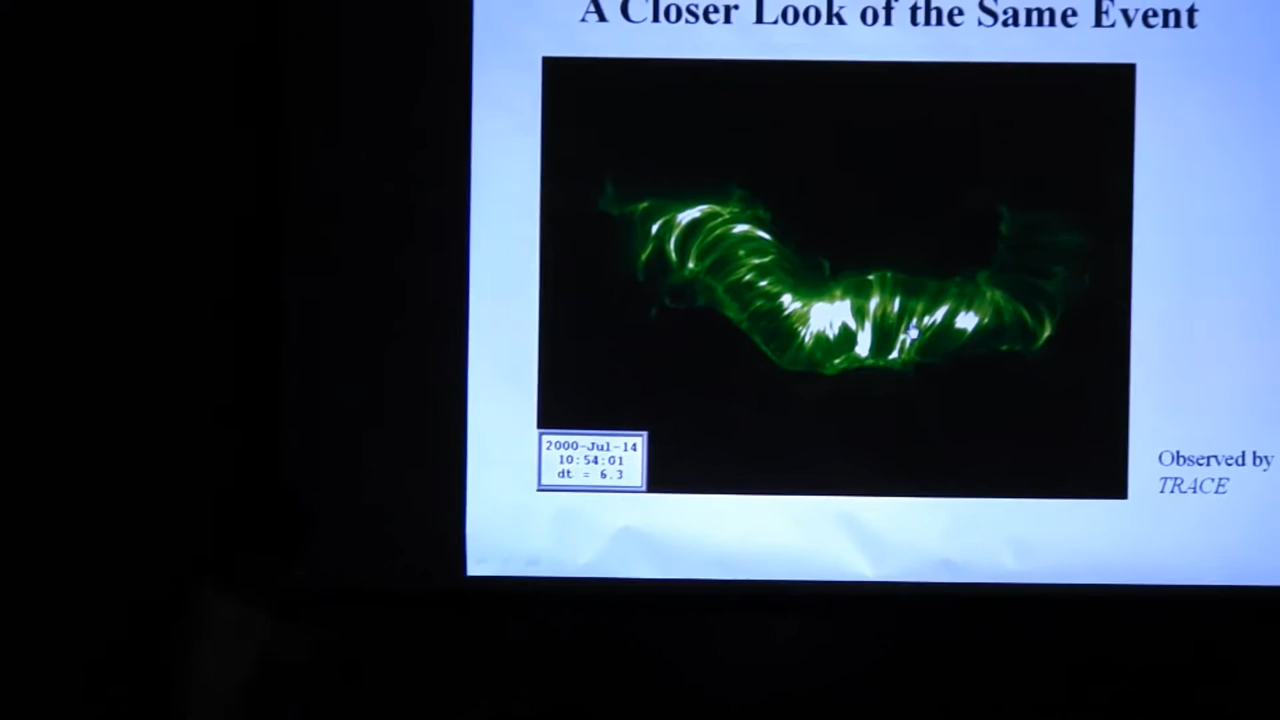 A Closer Look of the Same Event
2000-Jul-14
10:54:01
dt = 6.3
Observed by
TRACE